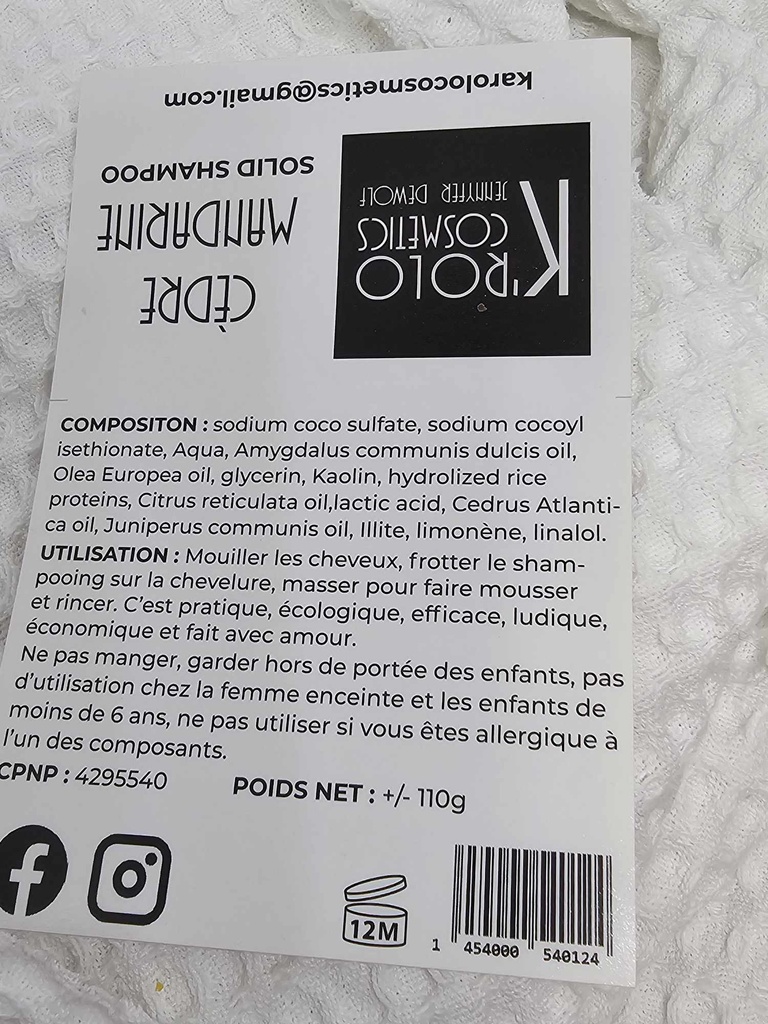 karolocosmetics@gmail.com
K'ROLO
COSMETICS
JENNYFER DEWOLF
CÈDRE
MANDARINE
SOLID SHAMPOO
COMPOSITON : sodium coco sulfate, sodium cocoyl
isethionate, Aqua, Amygdalus communis dulcis oil,
Olea Europea oil, glycerin, Kaolin, hydrolized rice
proteins, Citrus reticulata oil,lactic acid, Cedrus Atlanti-
ca oil, Juniperus communis oil, Illite, limonène, linalol.
UTILISATION : Mouiller les cheveux, frotter le sham-
pooing sur la chevelure, masser pour faire mousser
et rincer. C'est pratique, écologique, efficace, ludique,
économique et fait avec amour.
Ne pas manger, garder hors de portée des enfants, pas
d'utilisation chez la femme enceinte et les enfants de
moins de 6 ans, ne pas utiliser si vous êtes allergique à
l'un des composants.
CPNP : 4295540 POIDS NET : +/- 110g
12M
1 454000 540124